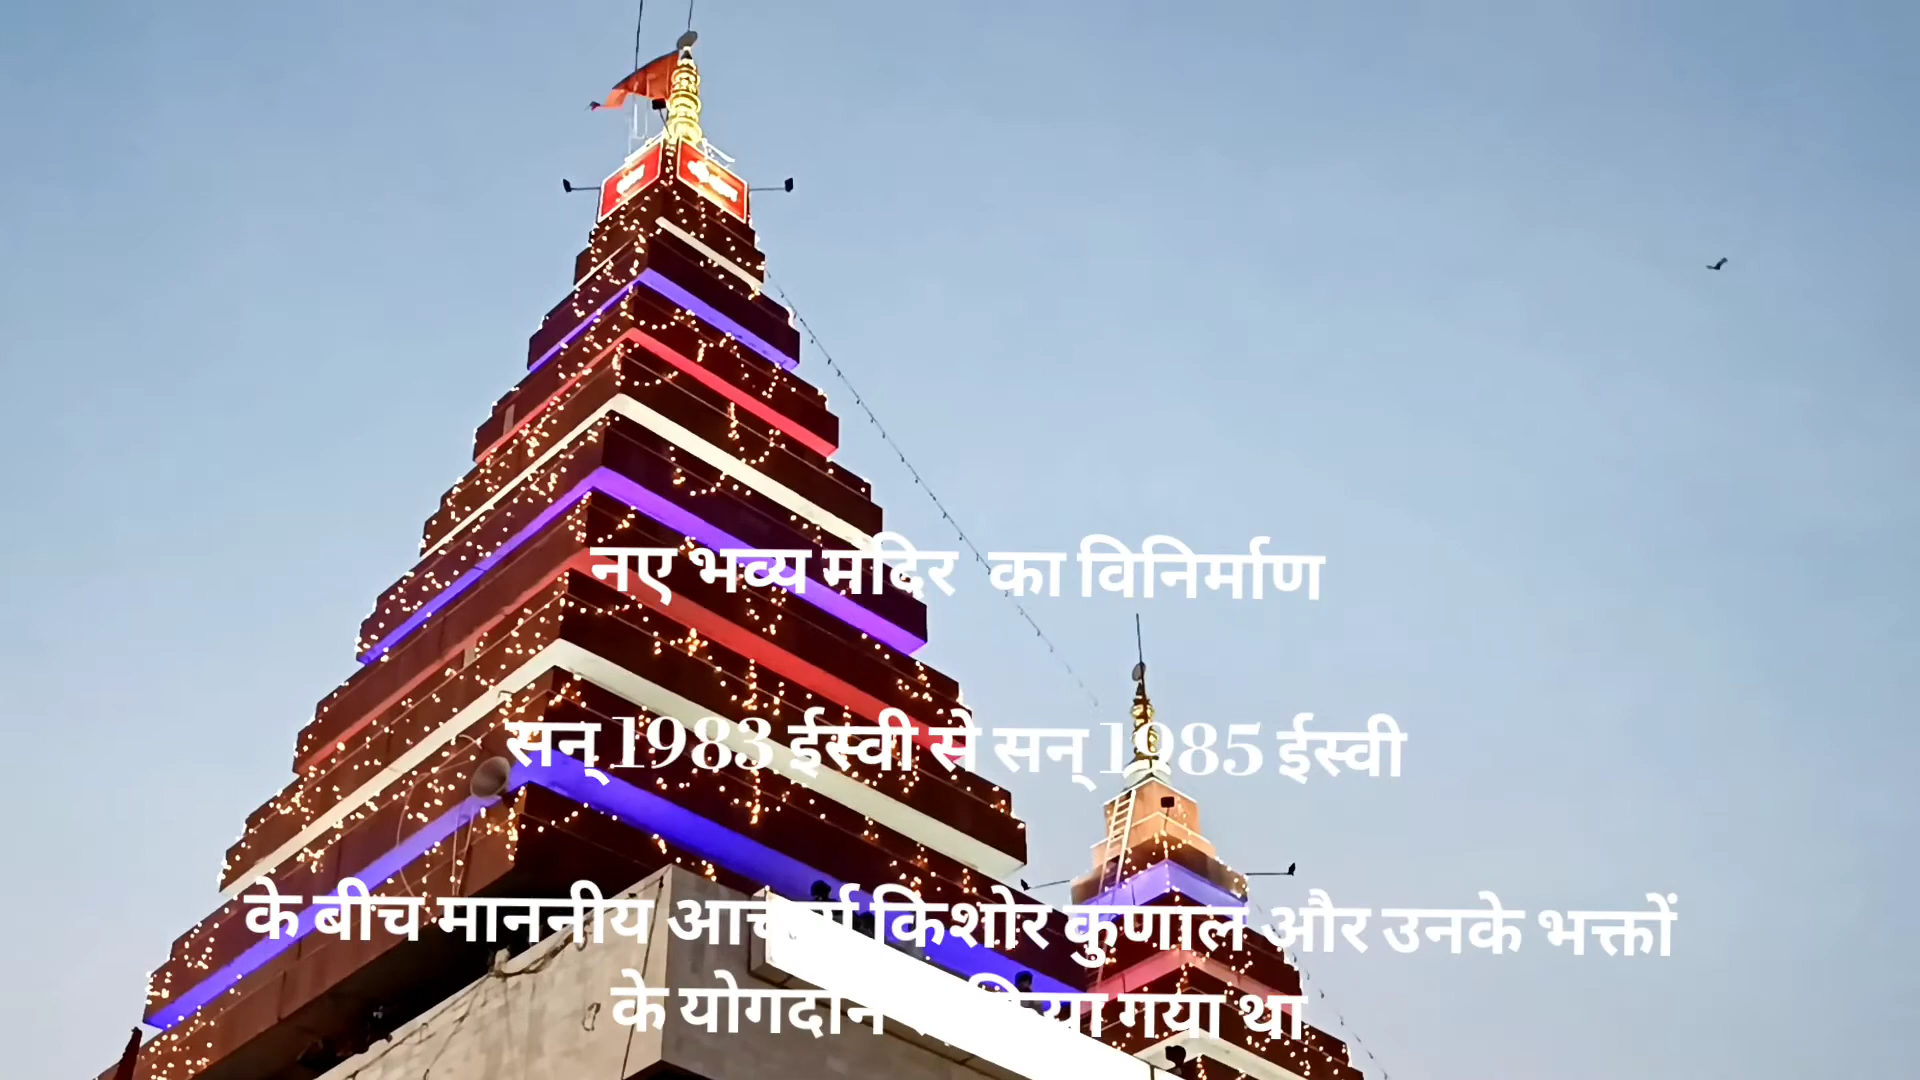 नए भव्य मंदिर का विनिर्माण
सन् 1983 ईस्वी से सन् 1985 ईस्वी
के बीच माननीय आचार्य किशोर कुणाल और उनके भक्तों
के योगदान किया गया था